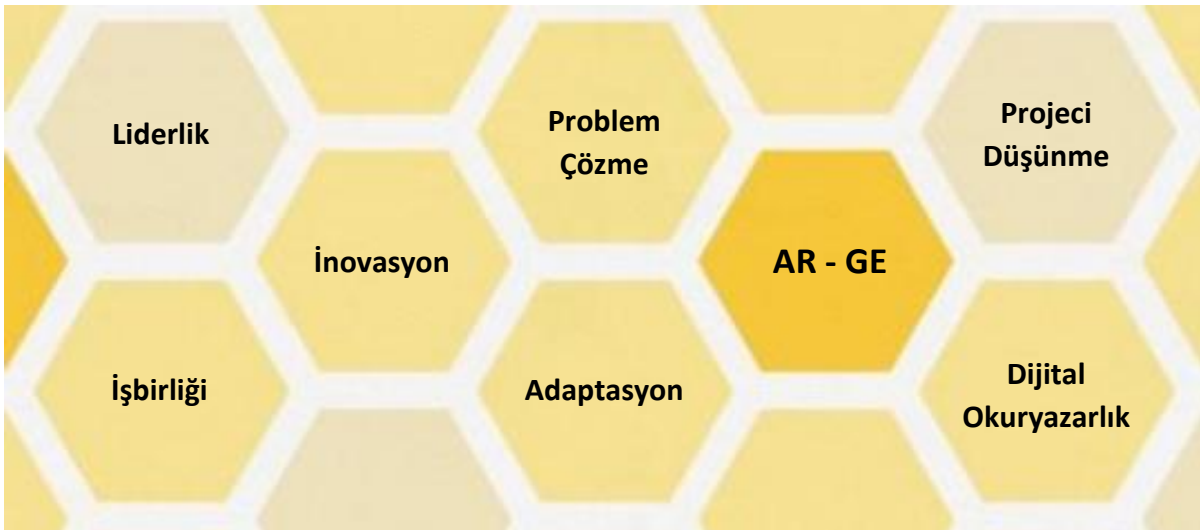 Liderlik
Problem
Çözme
Projeci
Düşünme
İnovasyon
AR - GE
İşbirliği
Adaptasyon
Dijital
Okuryazarlık